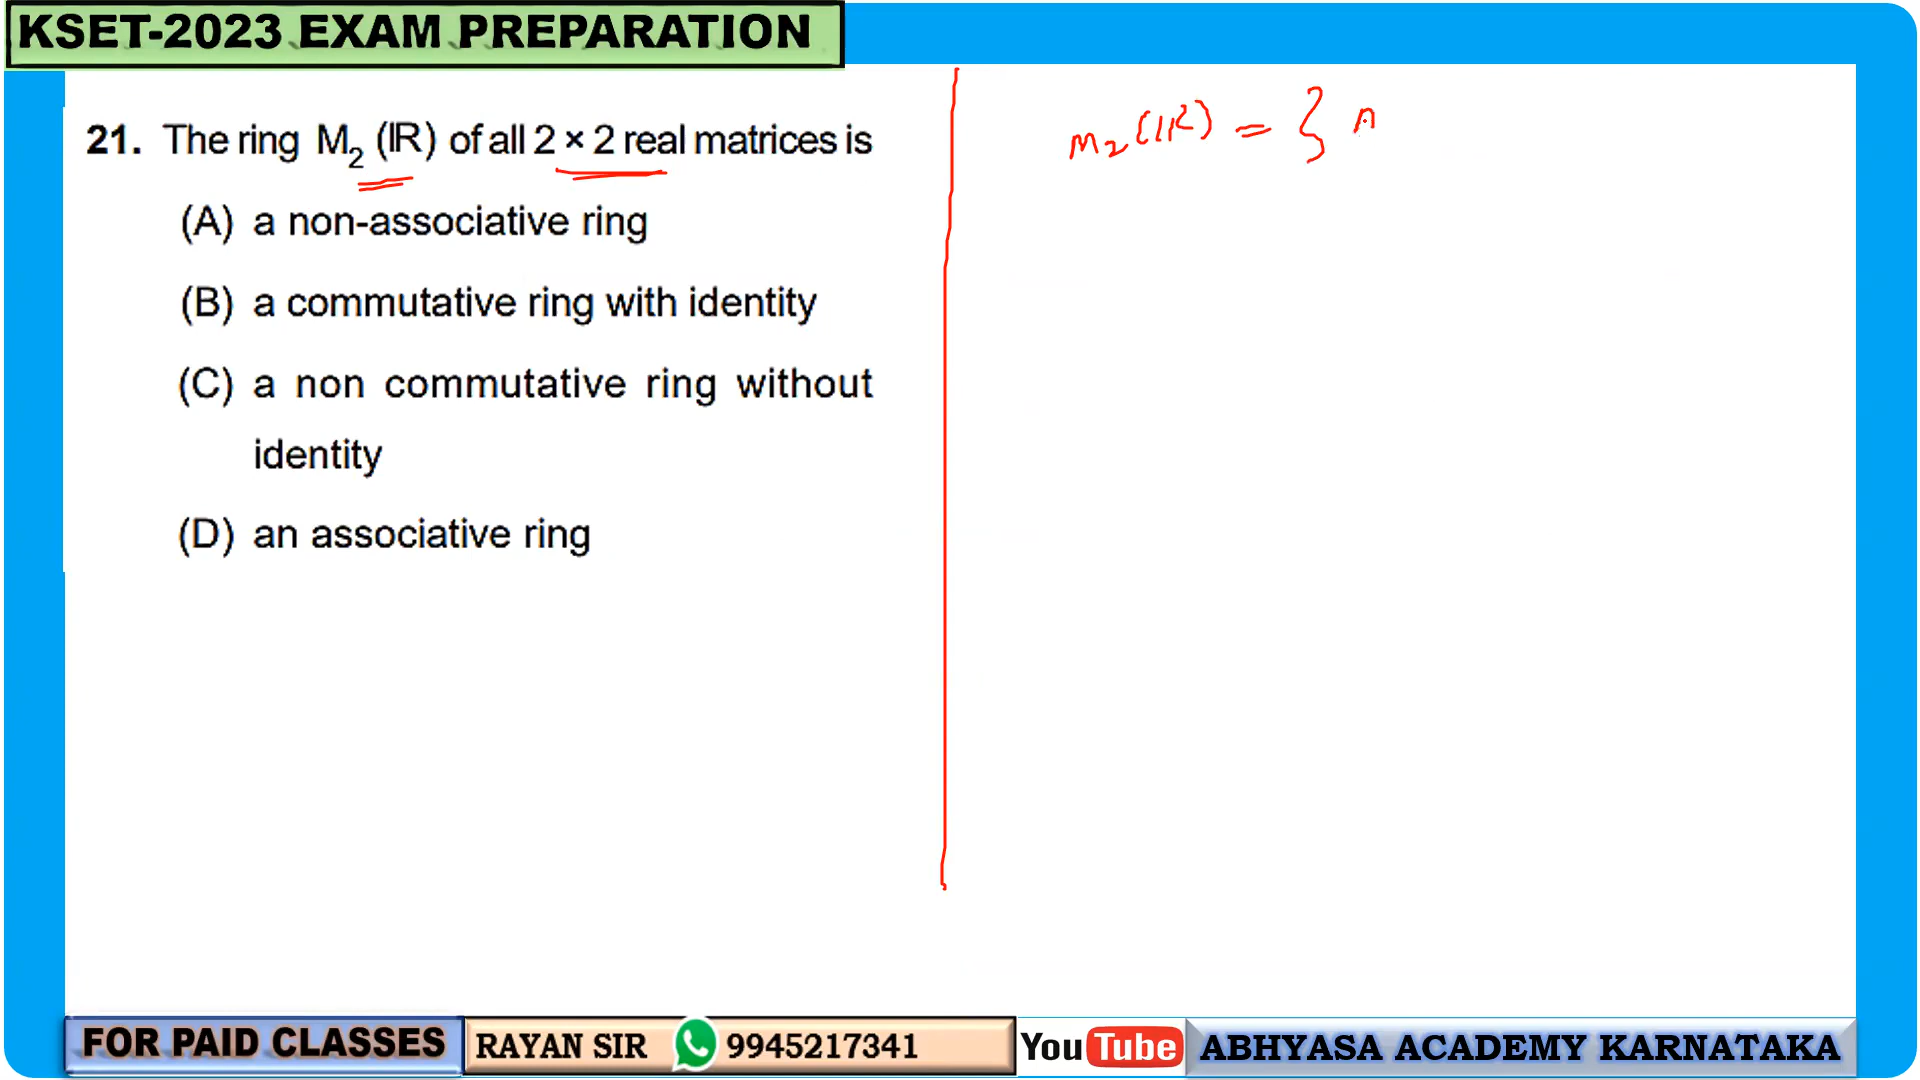 KSET-2023 EXAM PREPARATION
21. The ring M₂ (IR) of all 2 × 2 real matrices is
(A) a non-associative ring
(B) a commutative ring with identity
(C) a non commutative ring without
identity
(D) an associative ring
M₂(IR) = { A
FOR PAID CLASSES
RAYAN SIR 9945217341
YouTube ABHYASA ACADEMY KARNATAKA